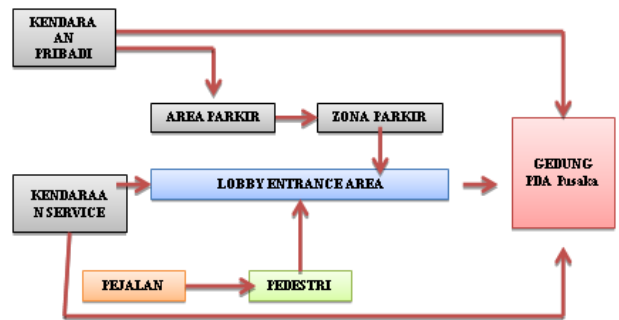 KENDARA
AN
PRIBADI
AREA PARKIR
ZONA PARKIR
GEDUNG
PDA Pusaka
LOBBY ENTRANCE AREA
KENDARAA
N SERVICE
PEJALAN
PEDESTRI